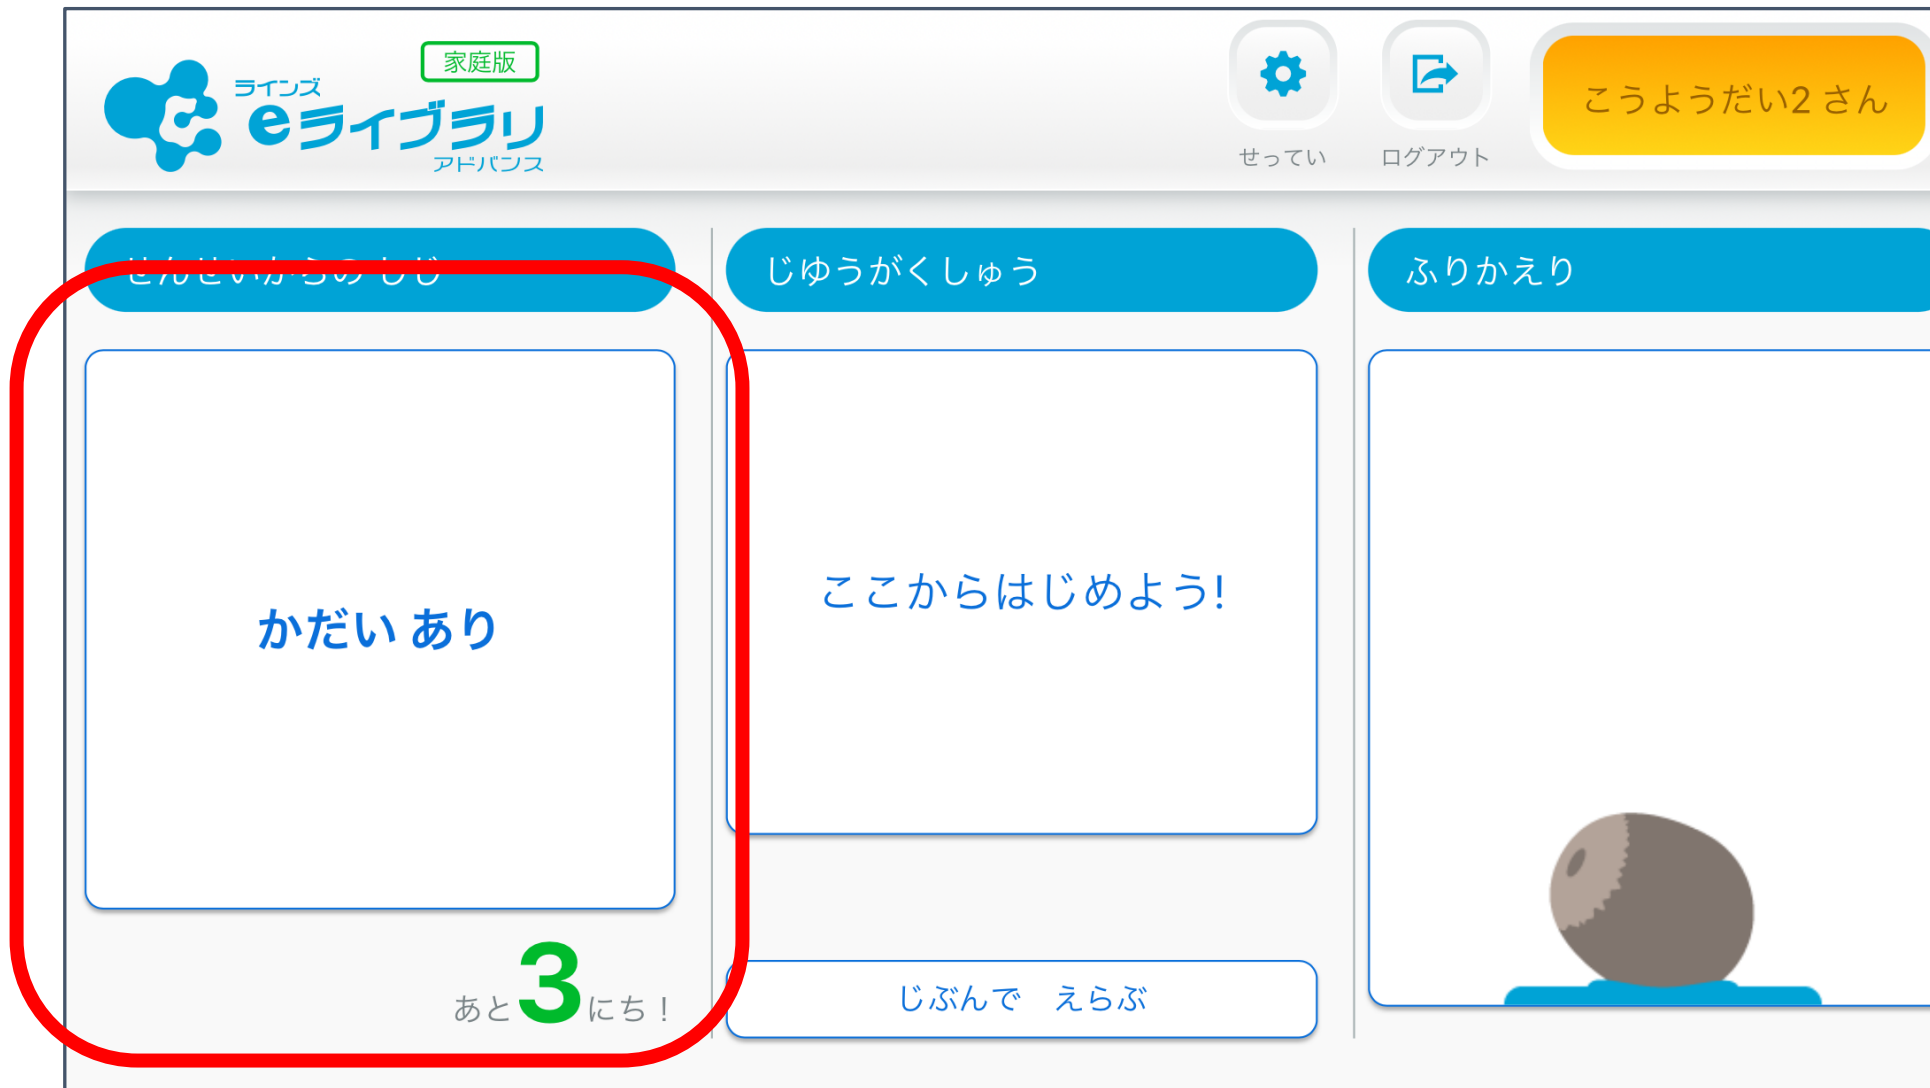 家庭版
ラインズ
eライブラリ
アドバンス
せってい
ログアウト
こうようだい2 さん
せんせいからの しじ
じゆうがくしゅう
ふりかえり
かだい あり
ここからはじめよう!
あと3にち!
じぶんで　えらぶ